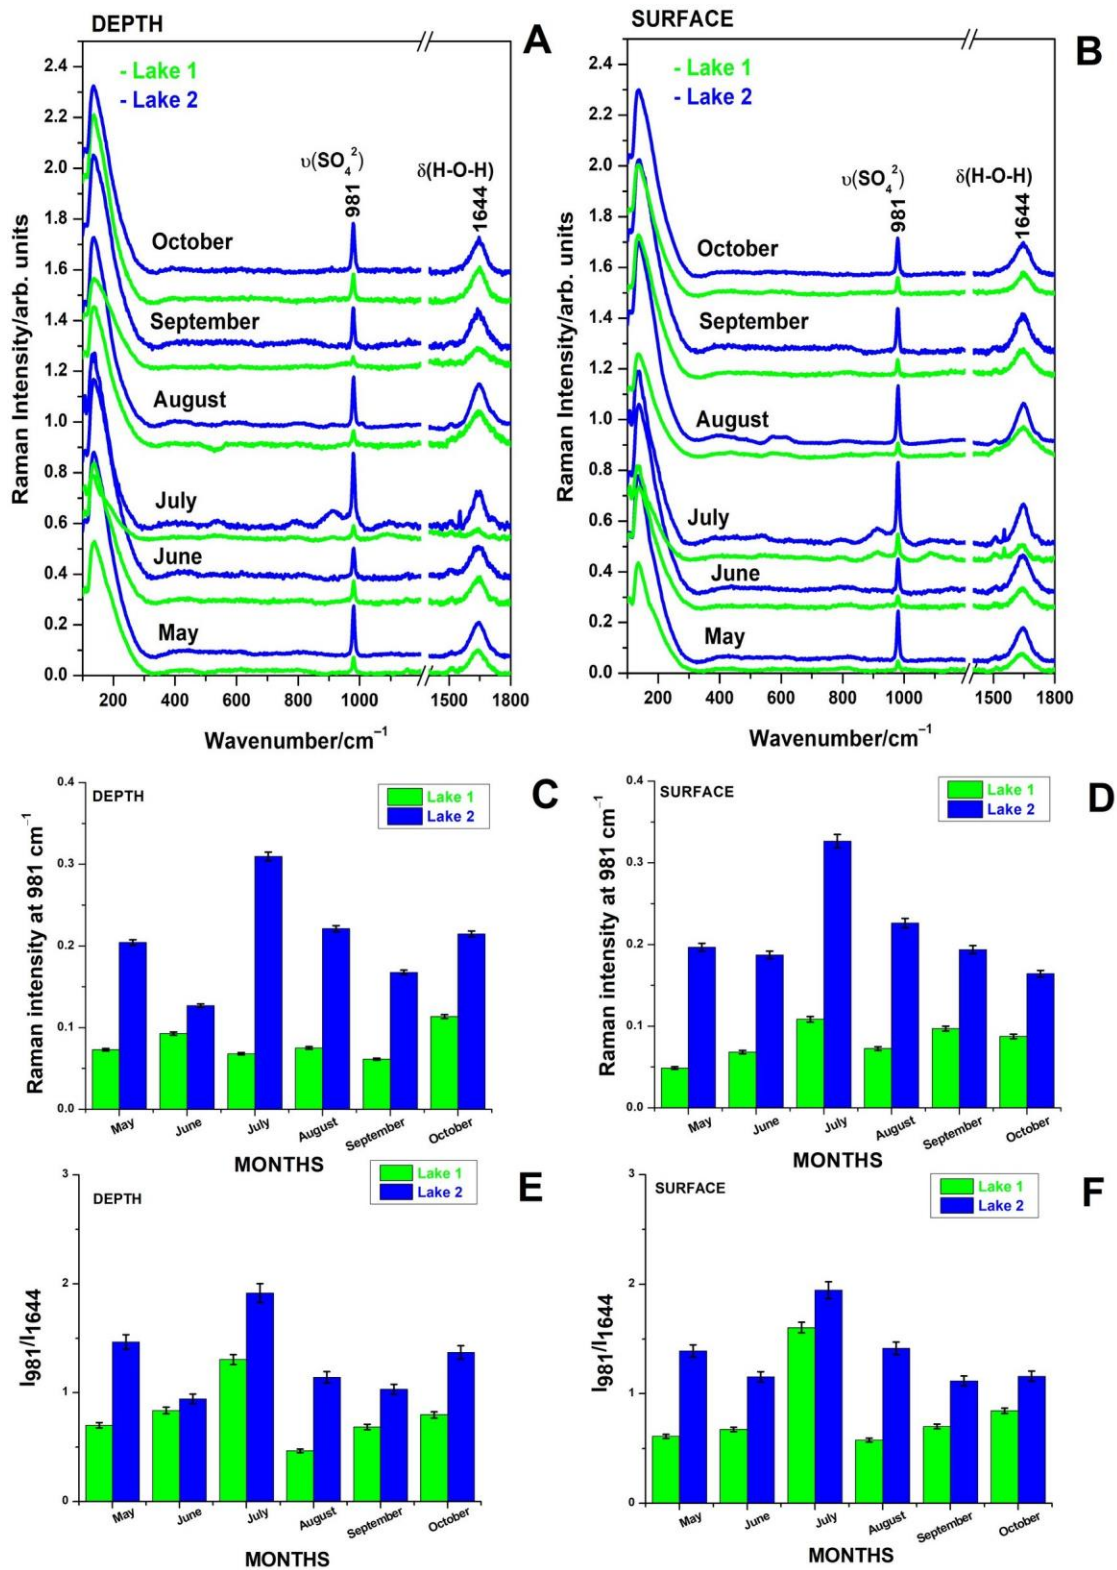 DEPTH
A
- Lake 1
- Lake 2
υ(SO₄²)
981
δ(H-O-H)
1644
October
September
August
July
June
May
2.4
2.2
2.0
1.8
1.6
1.4
1.2
1.0
0.8
0.6
0.4
0.2
0.0
Raman Intensity/arb. units
200 400 600 800 1000 1500 1800
Wavenumber/cm⁻¹
SURFACE
B
- Lake 1
- Lake 2
υ(SO₄²)
981
δ(H-O-H)
1644
October
September
August
July
June
May
2.4
2.2
2.0
1.8
1.6
1.4
1.2
1.0
0.8
0.6
0.4
0.2
0.0
Raman Intensity/arb. units
200 400 600 800 1000 1500 1800
Wavenumber/cm⁻¹
DEPTH
C
Lake 1
Lake 2
0.4
0.3
0.2
0.1
0.0
Raman intensity at 981 cm⁻¹
May June July August September October
MONTHS
SURFACE
D
Lake 1
Lake 2
0.4
0.3
0.2
0.1
0.0
Raman intensity at 981 cm⁻¹
May June July August September October
MONTHS
DEPTH
E
Lake 1
Lake 2
3
2
1
0
I₉₈₁/I₁₆₄₄
May June July August September October
MONTHS
SURFACE
F
Lake 1
Lake 2
3
2
1
0
I₉₈₁/I₁₆₄₄
May June July August September October
MONTHS